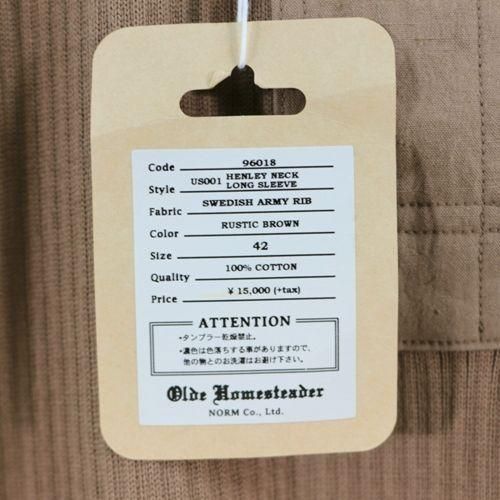 Code 96018
Style US001 HENLEY NECK
LONG SLEEVE
Fabric SWEDISH ARMY RIB
Color RUSTIC BROWN
Size 42
Quality 100% COTTON
Price ¥ 15,000 (+tax)
ATTENTION
・タンブラー乾燥禁止。
・濃色は色落ちする事がありますので、
他の物とのお洗濯はお避け下さい。
Olde Homesteader
NORM Co., Ltd.